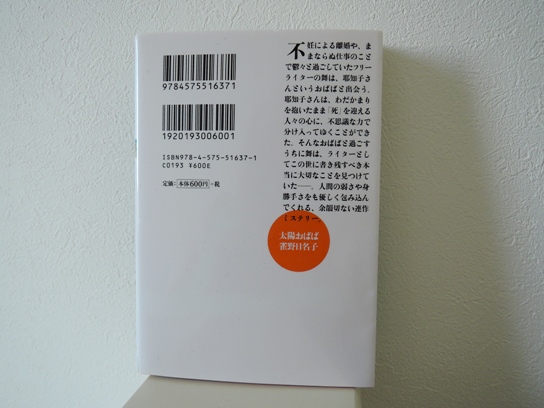 9784575516371
1920193006001
ISBN978-4-575-51637-1
C0193 ¥600E
定価：本体600円+税
不妊による離婚や、ま
まならぬ仕事のこと
で鬱々と過ごしていたフリー
ライターの舞は、耶知子さ
んというおばばと出会う。
耶知子さんは、わだかまり
を抱いたまま「死」を迎える
人々の心に、不思議な力で
分け入ってゆくことができ
た。そんなおばばと過ごす
うちに舞は、ライターとし
てこの世に書き残すべき本
当に大切なことを見つけて
いた――。人間の弱さや身
勝手さをも優しく包み込ん
でくれる、余韻切ない連作
ミステリー。
太陽おばば
雀野日名子